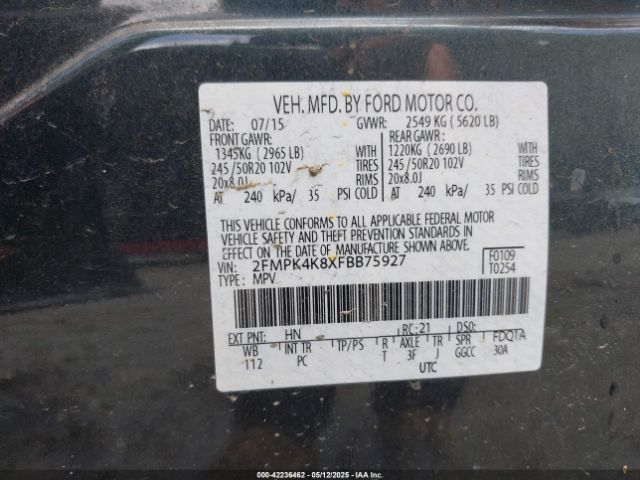 VEH. MFD. BY FORD MOTOR CO.
DATE: 07/15 GVWR: 2549 KG ( 5620 LB)
FRONT GAWR: REAR GAWR:
1345KG ( 2965 LB) WITH 1220KG ( 2690 LB) WITH
245/50R20 102V TIRES 245/50R20 102V TIRES
20x8.0J RIMS 20x8.0J RIMS
AT 240 kPa/ 35 PSI COLD AT 240 kPa/ 35 PSI COLD
THIS VEHICLE CONFORMS TO ALL APPLICABLE FEDERAL MOTOR
VEHICLE SAFETY AND THEFT PREVENTION STANDARDS IN
EFFECT ON THE DATE OF MANUFACTURE SHOWN ABOVE.
VIN: 2FMPK4K8XFBB75927 F0109
TYPE: MPV T0254
EXT PNT: HN RC: 21 DSO: FDQTA
WB INT TR TP/PS R AXLE TR SPR
112 PC T 3F J GGCC 30A
UTC
000-42236462 - 05/12/2025 - IAA Inc.